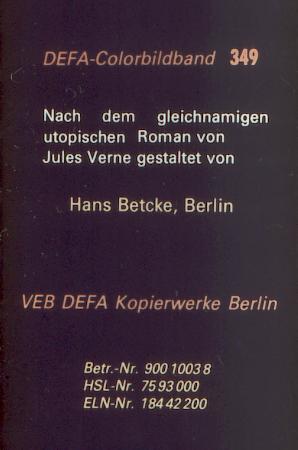 DEFA-Colorbildband 349
Nach dem gleichnamigen
utopischen Roman von
Jules Verne gestaltet von
Hans Betcke, Berlin
VEB DEFA Kopierwerke Berlin
Betr.-Nr. 900 1003 8
HSL-Nr. 75 93 000
ELN-Nr. 184 42 200